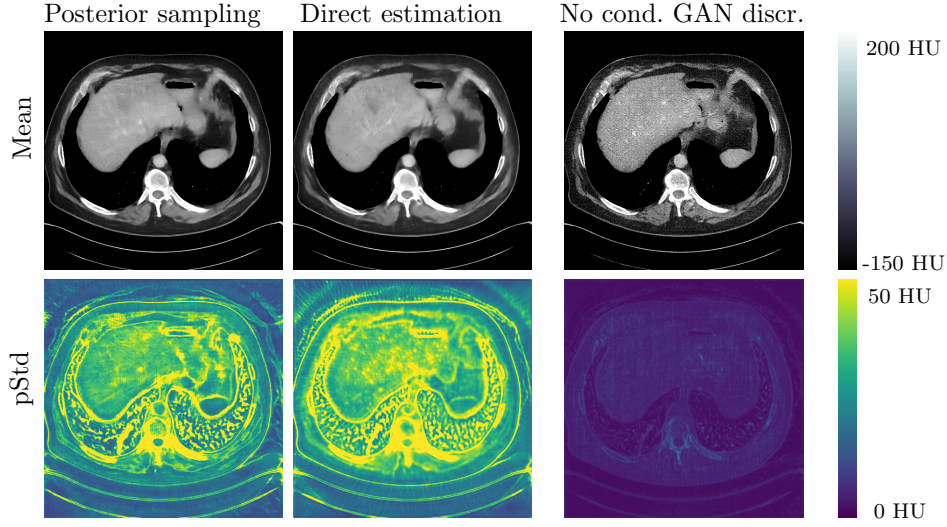 Posterior sampling Direct estimation No cond. GAN discr.
Mean
200 HU
-150 HU
pStd
50 HU
0 HU